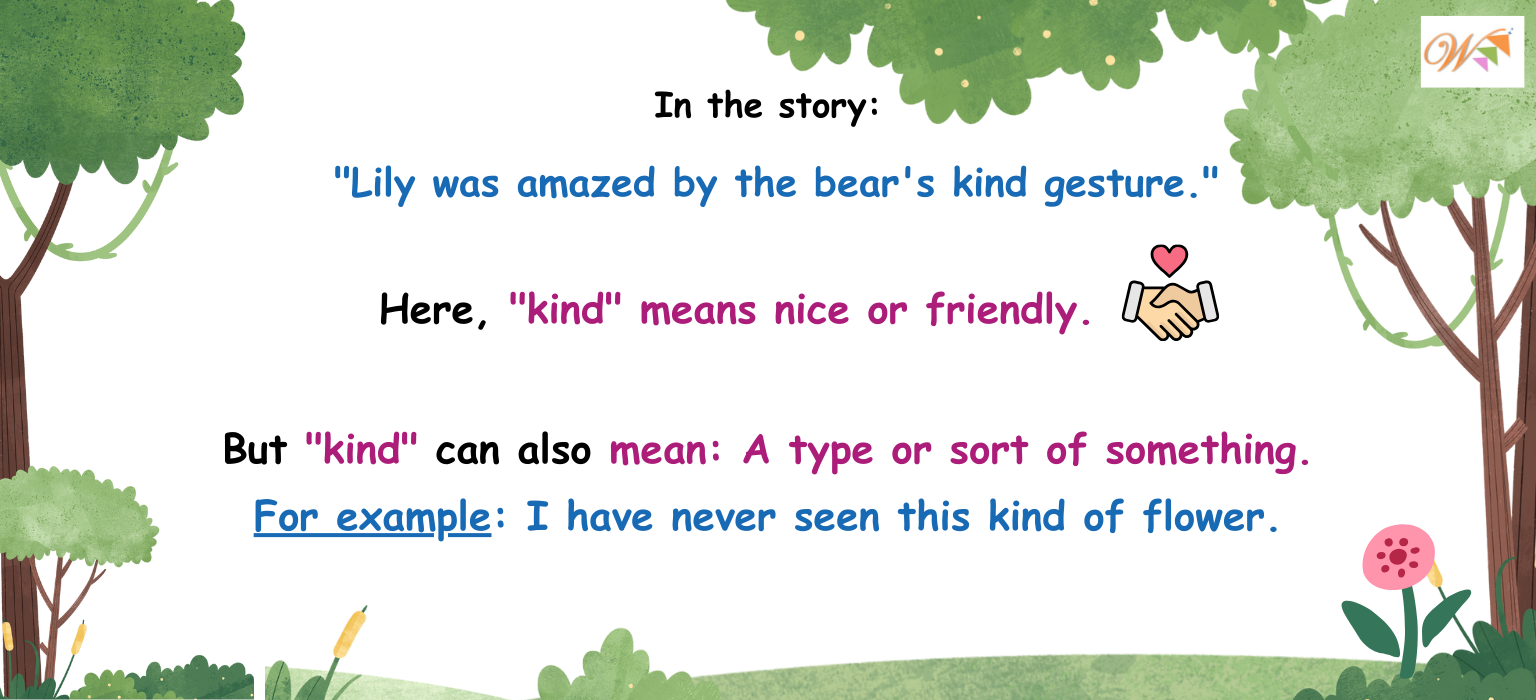 In the story:
"Lily was amazed by the bear's kind gesture."
Here, "kind" means nice or friendly.
But "kind" can also mean: A type or sort of something.
For example: I have never seen this kind of flower.
W